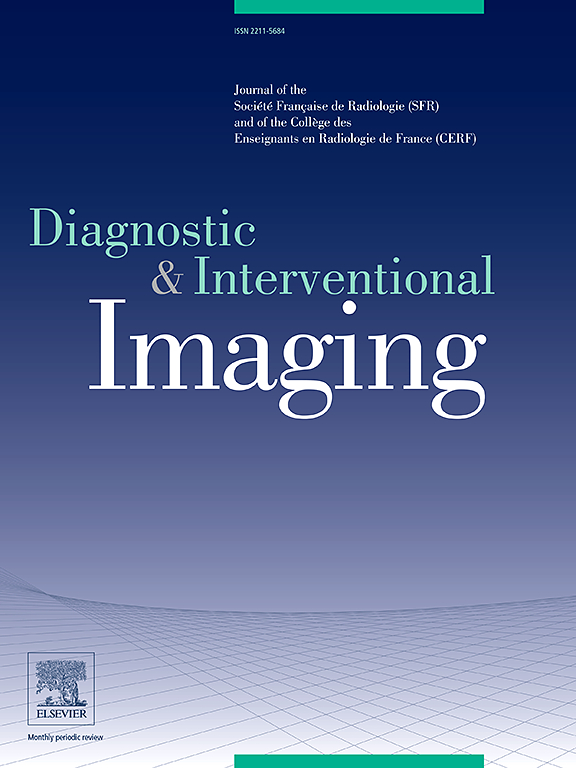 ISSN 2211-5684
Journal of the
Société Française de Radiologie (SFR)
and of the Collège des
Enseignants en Radiologie de France (CERF)
Diagnostic
& Interventional
Imaging
ELSEVIER
Monthly periodic review